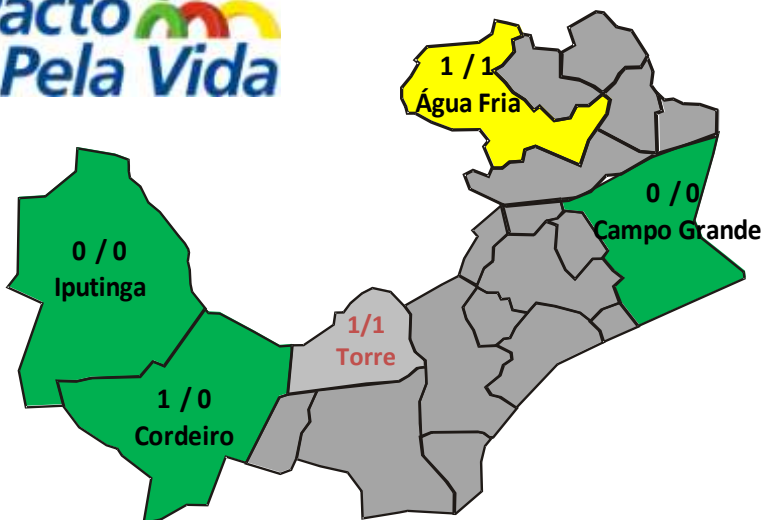 Pela Vida
1 / 1
Água Fria
0 / 0
Campo Grande
0 / 0
Iputinga
1/1
Torre
1 / 0
Cordeiro